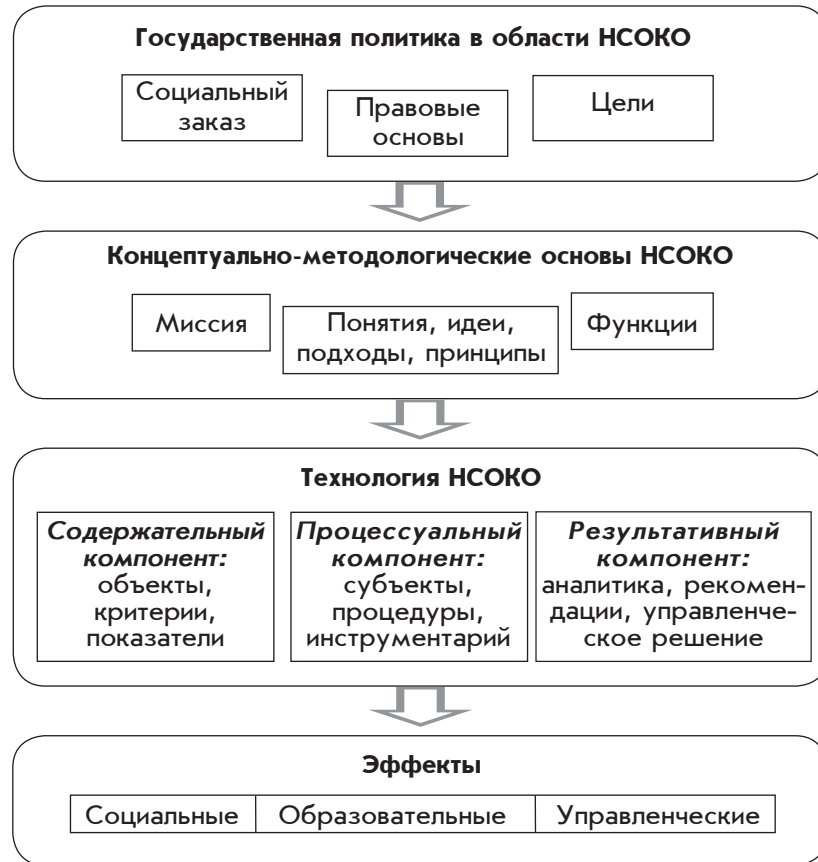 Государственная политика в области НСОКО
Социальный
заказ
Правовые
основы
Цели
Концептуально-методологические основы НСОКО
Миссия
Понятия, идеи,
подходы, принципы
Функции
Технология НСОКО
Содержательный
компонент:
объекты,
критерии,
показатели
Процессуальный
компонент:
субъекты,
процедуры,
инструментарий
Результативный
компонент:
аналитика, рекомен-
дации, управленче-
ское решение
Эффекты
Социальные
Образовательные
Управленческие